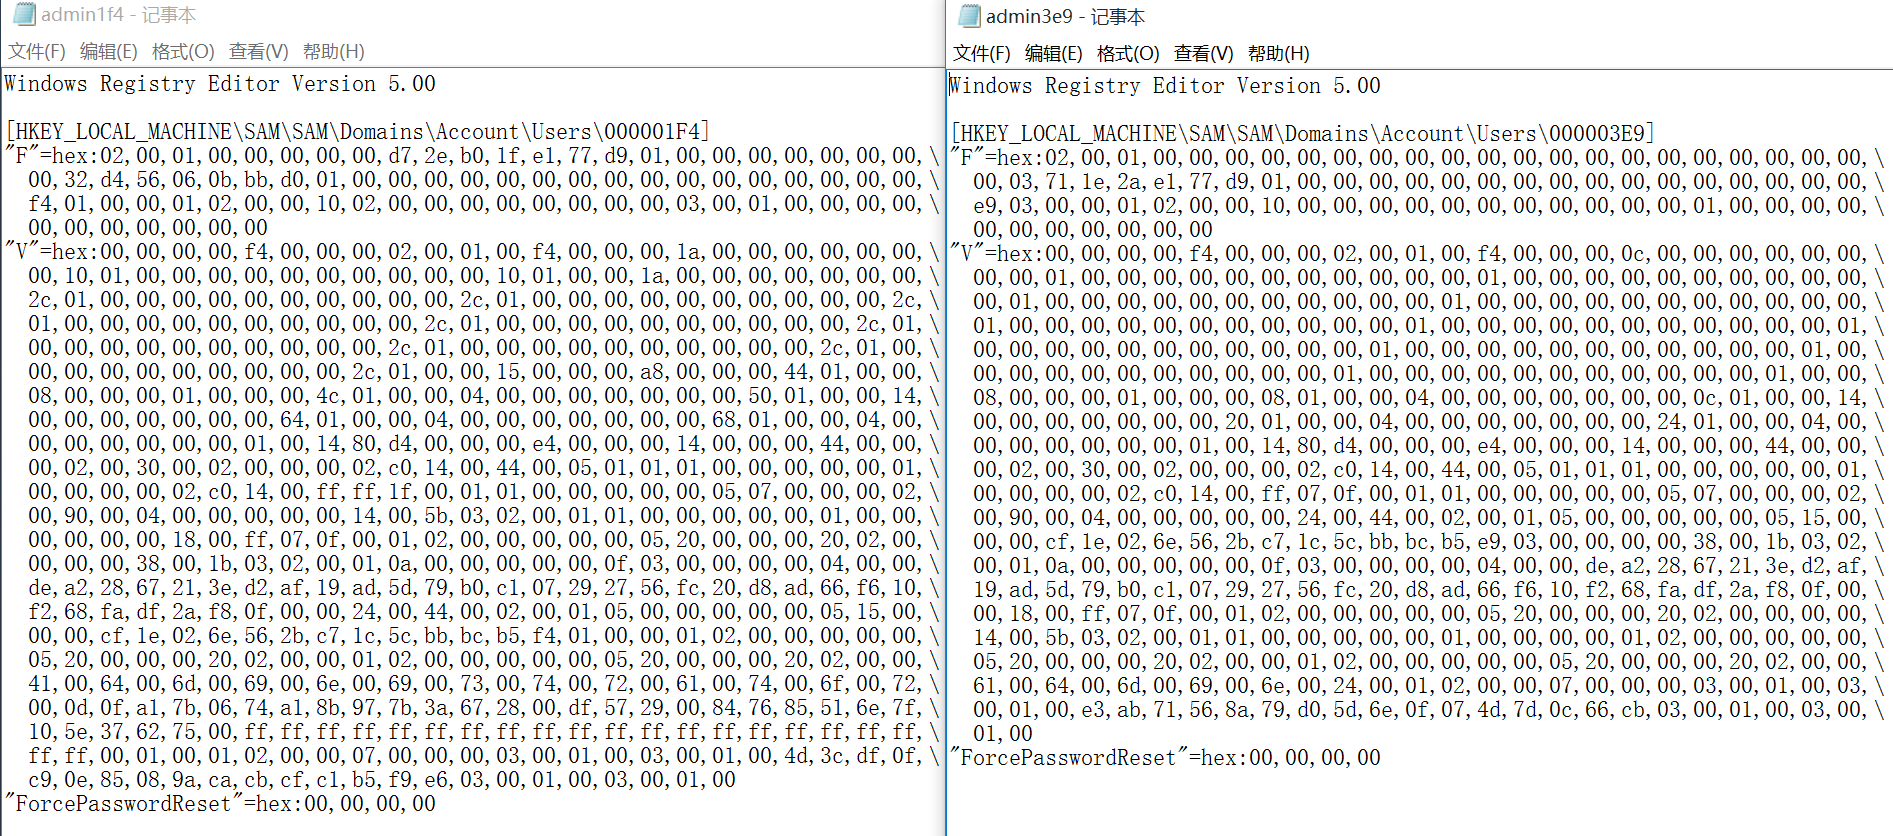 admin1f4 - 记事本
文件(F) 编辑(E) 格式(O) 查看(V) 帮助(H)
Windows Registry Editor Version 5.00
[HKEY_LOCAL_MACHINE\SAM\SAM\Domains\Account\Users\000001F4]
"F"=hex:02,00,01,00,00,00,00,00,d7,2e,b0,1f,e1,77,d9,01,00,00,00,00,00,00,00,\
00,32,d4,56,06,0b,bb,d0,01,00,00,00,00,00,00,00,00,00,00,00,00,00,00,00,00,\
f4,01,00,00,01,02,00,00,10,02,00,00,00,00,00,00,00,00,03,00,01,00,00,00,00,\
00,00,00,00,00,00,00
"V"=hex:00,00,00,00,f4,00,00,00,02,00,01,00,f4,00,00,00,1a,00,00,00,00,00,00,\
00,10,01,00,00,00,00,00,00,00,00,00,00,10,01,00,00,1a,00,00,00,00,00,00,00,\
2c,01,00,00,00,00,00,00,00,00,00,00,2c,01,00,00,00,00,00,00,00,00,00,00,2c,\
01,00,00,00,00,00,00,00,00,00,00,2c,01,00,00,00,00,00,00,00,00,00,00,2c,01,\
00,00,00,00,00,00,00,00,00,00,2c,01,00,00,00,00,00,00,00,00,00,00,2c,01,00,\
00,00,00,00,00,00,00,00,00,2c,01,00,00,15,00,00,00,a8,00,00,00,44,01,00,00,\
08,00,00,00,01,00,00,00,4c,01,00,00,04,00,00,00,00,00,00,00,50,01,00,00,14,\
00,00,00,00,00,00,00,64,01,00,00,04,00,00,00,00,00,00,00,68,01,00,00,04,00,\
00,00,00,00,00,00,01,00,14,80,d4,00,00,00,e4,00,00,00,14,00,00,00,44,00,00,\
00,02,00,30,00,02,00,00,00,02,c0,14,00,44,00,05,01,01,01,00,00,00,00,00,01,\
00,00,00,00,02,c0,14,00,ff,ff,1f,00,01,01,00,00,00,00,00,05,07,00,00,00,02,\
00,90,00,04,00,00,00,00,00,14,00,5b,03,02,00,01,01,00,00,00,00,00,01,00,00,\
00,00,00,00,18,00,ff,07,0f,00,01,02,00,00,00,00,00,05,20,00,00,00,20,02,00,\
00,00,00,38,00,1b,03,02,00,01,0a,00,00,00,00,00,0f,03,00,00,00,00,04,00,00,\
de,a2,28,67,21,3e,d2,af,19,ad,5d,79,b0,c1,07,29,27,56,fc,20,d8,ad,66,f6,10,\
f2,68,fa,df,2a,f8,0f,00,00,24,00,44,00,02,00,01,05,00,00,00,00,00,05,15,00,\
00,00,cf,1e,02,6e,56,2b,c7,1c,5c,bb,bc,b5,f4,01,00,00,01,02,00,00,00,00,00,\
05,20,00,00,00,20,02,00,00,01,02,00,00,00,00,00,05,20,00,00,00,20,02,00,00,\
41,00,64,00,6d,00,69,00,6e,00,69,00,73,00,74,00,72,00,61,00,74,00,6f,00,72,\
00,0d,0f,a1,7b,06,74,a1,8b,97,7b,3a,67,28,00,df,57,29,00,84,76,85,51,6e,7f,\
10,5e,37,62,75,00,ff,ff,ff,ff,ff,ff,ff,ff,ff,ff,ff,ff,ff,ff,ff,ff,ff,ff,ff,\
ff,ff,00,01,00,01,02,00,00,07,00,00,00,03,00,01,00,03,00,01,00,4d,3c,df,0f,\
c9,0e,85,08,9a,ca,cb,cf,c1,b5,f9,e6,03,00,01,00,03,00,01,00
"ForcePasswordReset"=hex:00,00,00,00
admin3e9 - 记事本
文件(F) 编辑(E) 格式(O) 查看(V) 帮助(H)
Windows Registry Editor Version 5.00
[HKEY_LOCAL_MACHINE\SAM\SAM\Domains\Account\Users\000003E9]
"F"=hex:02,00,01,00,00,00,00,00,00,00,00,00,00,00,00,00,00,00,00,00,00,00,00,\
00,03,71,1e,2a,e1,77,d9,01,00,00,00,00,00,00,00,00,00,00,00,00,00,00,00,00,\
e9,03,00,00,01,02,00,00,10,00,00,00,00,00,00,00,00,00,00,00,01,00,00,00,00,\
00,00,00,00,00,00,00
"V"=hex:00,00,00,00,f4,00,00,00,02,00,01,00,f4,00,00,00,0c,00,00,00,00,00,00,\
00,00,01,00,00,00,00,00,00,00,00,00,00,00,01,00,00,00,00,00,00,00,00,00,00,\
00,01,00,00,00,00,00,00,00,00,00,00,00,01,00,00,00,00,00,00,00,00,00,00,00,\
01,00,00,00,00,00,00,00,00,00,00,00,01,00,00,00,00,00,00,00,00,00,00,00,01,\
00,00,00,00,00,00,00,00,00,00,00,01,00,00,00,00,00,00,00,00,00,00,00,01,00,\
00,00,00,00,00,00,00,00,00,00,01,00,00,00,00,00,00,00,00,00,00,00,01,00,00,\
08,00,00,00,01,00,00,00,08,01,00,00,04,00,00,00,00,00,00,00,0c,01,00,00,14,\
00,00,00,00,00,00,00,20,01,00,00,04,00,00,00,00,00,00,00,24,01,00,00,04,00,\
00,00,00,00,00,00,01,00,14,80,d4,00,00,00,e4,00,00,00,14,00,00,00,44,00,00,\
00,02,00,30,00,02,00,00,00,02,c0,14,00,44,00,05,01,01,01,00,00,00,00,00,01,\
00,00,00,00,02,c0,14,00,ff,07,0f,00,01,01,00,00,00,00,00,05,07,00,00,00,02,\
00,90,00,04,00,00,00,00,00,24,00,44,00,02,00,01,05,00,00,00,00,00,05,15,00,\
00,00,cf,1e,02,6e,56,2b,c7,1c,5c,bb,bc,b5,e9,03,00,00,00,00,38,00,1b,03,02,\
00,01,0a,00,00,00,00,00,0f,03,00,00,00,00,04,00,00,de,a2,28,67,21,3e,d2,af,\
19,ad,5d,79,b0,c1,07,29,27,56,fc,20,d8,ad,66,f6,10,f2,68,fa,df,2a,f8,0f,00,\
00,18,00,ff,07,0f,00,01,02,00,00,00,00,00,05,20,00,00,00,20,02,00,00,00,00,\
14,00,5b,03,02,00,01,01,00,00,00,00,00,01,00,00,00,00,01,02,00,00,00,00,00,\
05,20,00,00,00,20,02,00,00,01,02,00,00,00,00,00,05,20,00,00,00,20,02,00,00,\
61,00,64,00,6d,00,69,00,6e,00,24,00,01,02,00,00,07,00,00,00,03,00,01,00,03,\
00,01,00,e3,ab,71,56,8a,79,d0,5d,6e,0f,07,4d,7d,0c,66,cb,03,00,01,00,03,00,\
01,00
"ForcePasswordReset"=hex:00,00,00,00